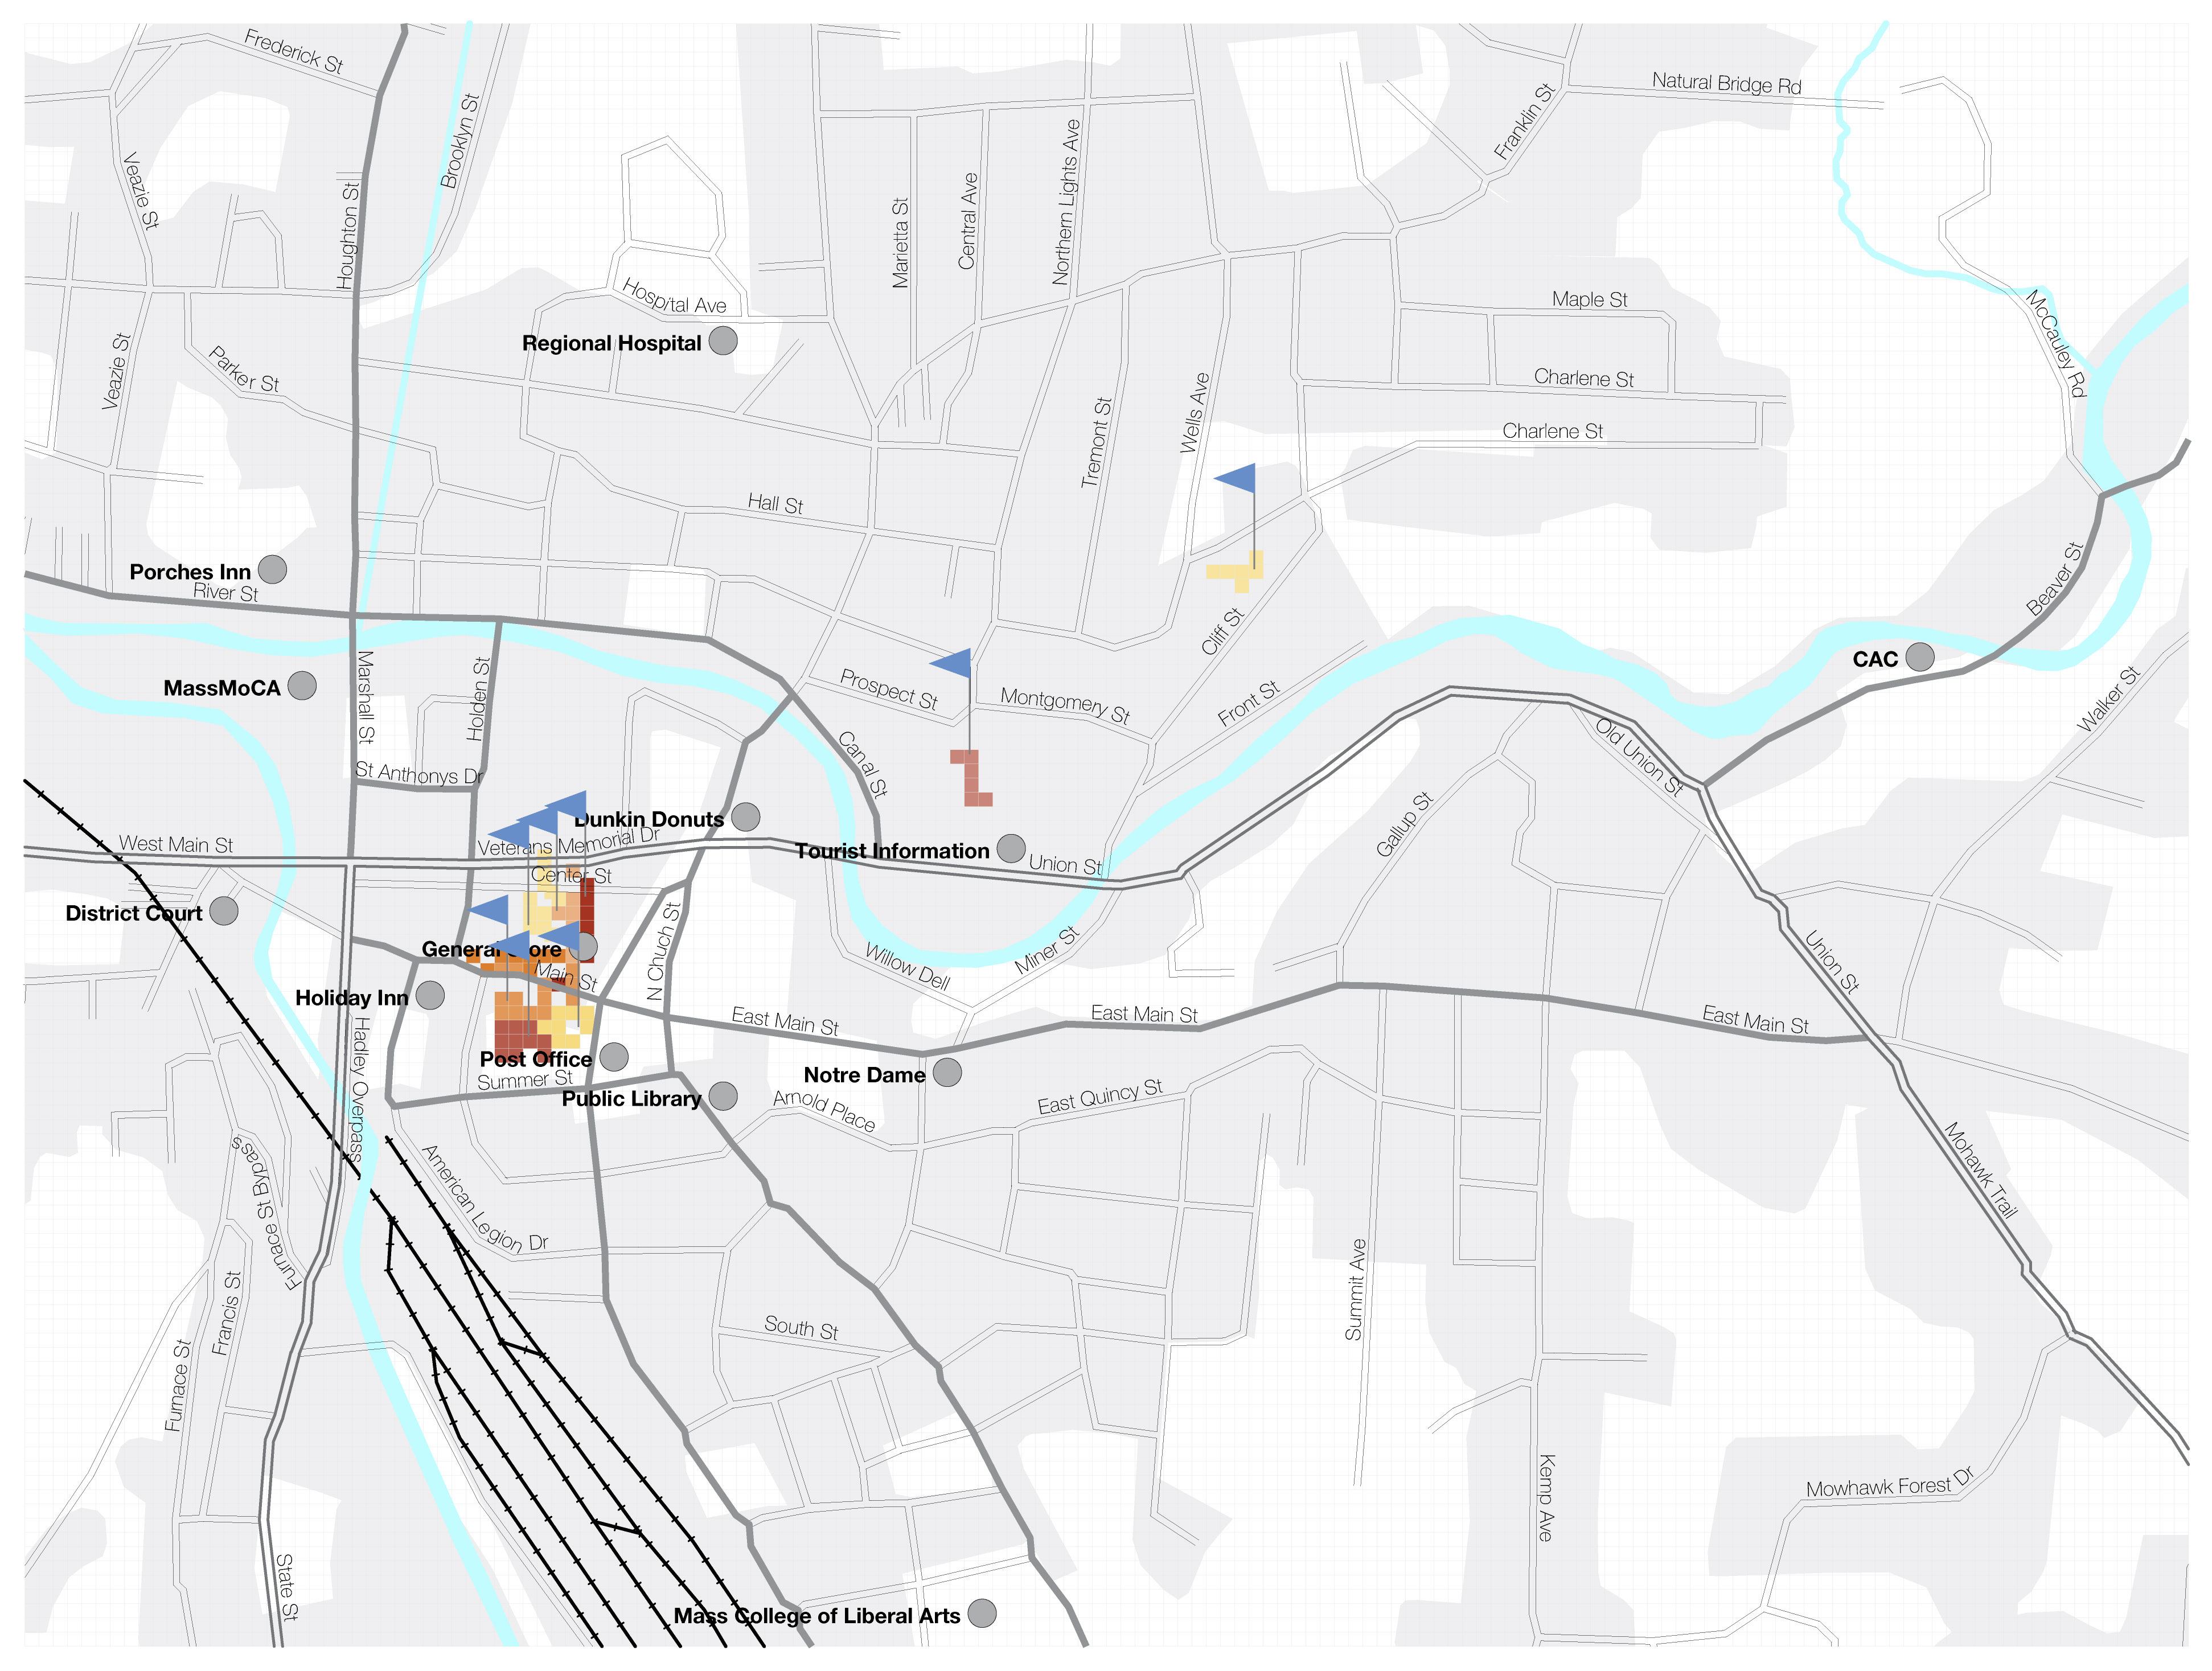 Frederick St
Natural Bridge Rd
Brooklyn St
Franklin St
Veazie St
Houghton St
Marietta St
Central Ave
Northern Lights Ave
Hospital Ave
Maple St
McCauley Rd
Regional Hospital
Veazie St
Parker St
Charlene St
Wells Ave
Tremont St
Charlene St
Hall St
Porches Inn
River St
Beaver St
Cliff St
CAC
MassMoCA
Marshall St
Holden St
Prospect St
Montgomery St
Front St
Walker St
Canal St
Old Union St
St Anthonys Dr
Gallup St
Dunkin Donuts
West Main St
Veterans Memorial Dr
Tourist Information
Union St
Center St
District Court
N Chuch St
General Store
Main St
Willow Dell
Miner St
Union St
Holiday Inn
East Main St
East Main St
East Main St
Hadley Overpass
Post Office
Summer St
Notre Dame
Public Library
Arnold Place
East Quincy St
Furnace St Bypass
American Legion Dr
Mohawk Trail
Francis St
Summit Ave
South St
Furnace St
Kemp Ave
Mowhawk Forest Dr
State St
Mass College of Liberal Arts